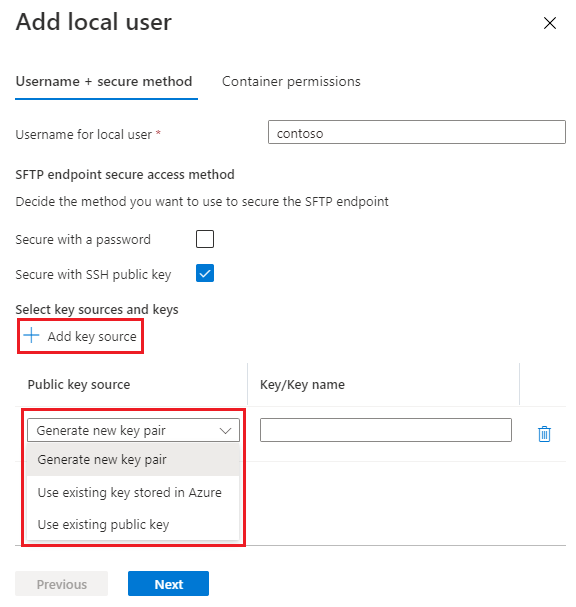 Add local user
Username + secure method Container permissions
Username for local user * contoso
SFTP endpoint secure access method
Decide the method you want to use to secure the SFTP endpoint
Secure with a password
Secure with SSH public key
Select key sources and keys
Add key source
Public key source Key/Key name
Generate new key pair
Generate new key pair
Use existing key stored in Azure
Use existing public key
Previous Next